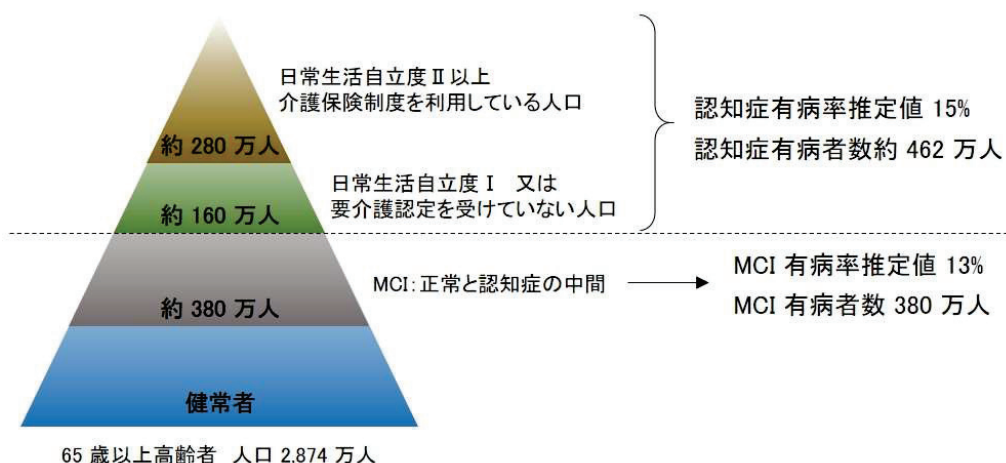 日常生活自立度Ⅱ以上
介護保険制度を利用している人口
約 280 万人
認知症有病率推定値 15%
認知症有病者数約 462 万人
日常生活自立度Ⅰ 又は
要介護認定を受けていない人口
約 160 万人
MCI:正常と認知症の中間
MCI 有病率推定値 13%
MCI 有病者数 380 万人
約 380 万人
健常者
65 歳以上高齢者 人口 2.874 万人